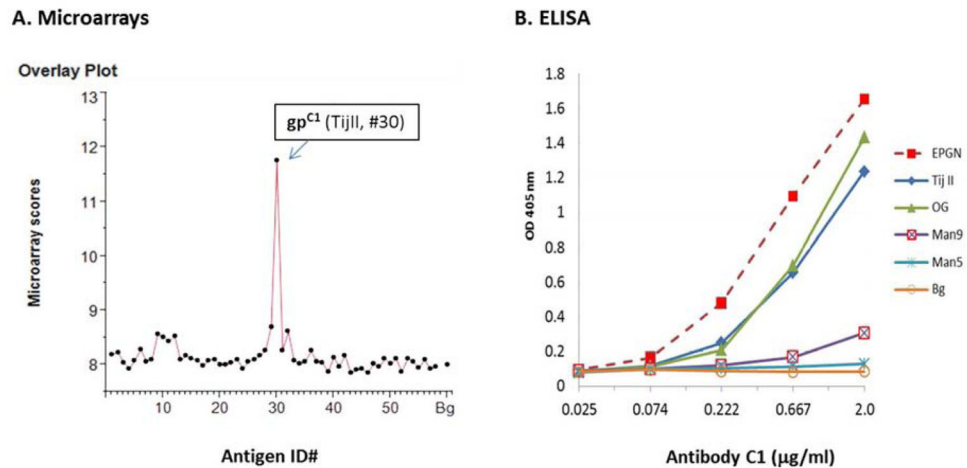 A. Microarrays
Overlay Plot
13
12
11
10
9
8
gpC1 (TijII, #30)
Microarray scores
10 20 30 40 50 Bg
Antigen ID#
B. ELISA
1.8
1.6
1.4
1.2
1
0.8
0.6
0.4
0.2
0
OD 405 nm
0.025 0.074 0.222 0.667 2.0
Antibody C1 (µg/ml)
EPGN
Tij II
OG
Man9
Man5
Bg